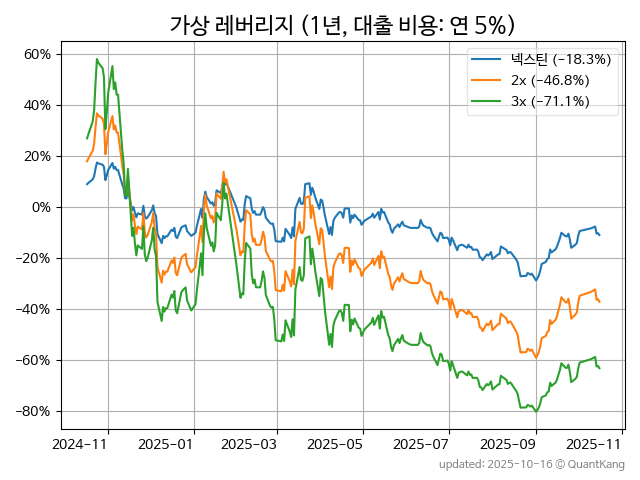 가상 레버리지 (1년, 대출 비용: 연 5%)
넥스틴 (−18.3%)
2x (−46.8%)
3x (−71.1%)
60%
40%
20%
0%
−20%
−40%
−60%
−80%
2024-11 2025-01 2025-03 2025-05 2025-07 2025-09 2025-11
updated: 2025-10-16 © QuantKang